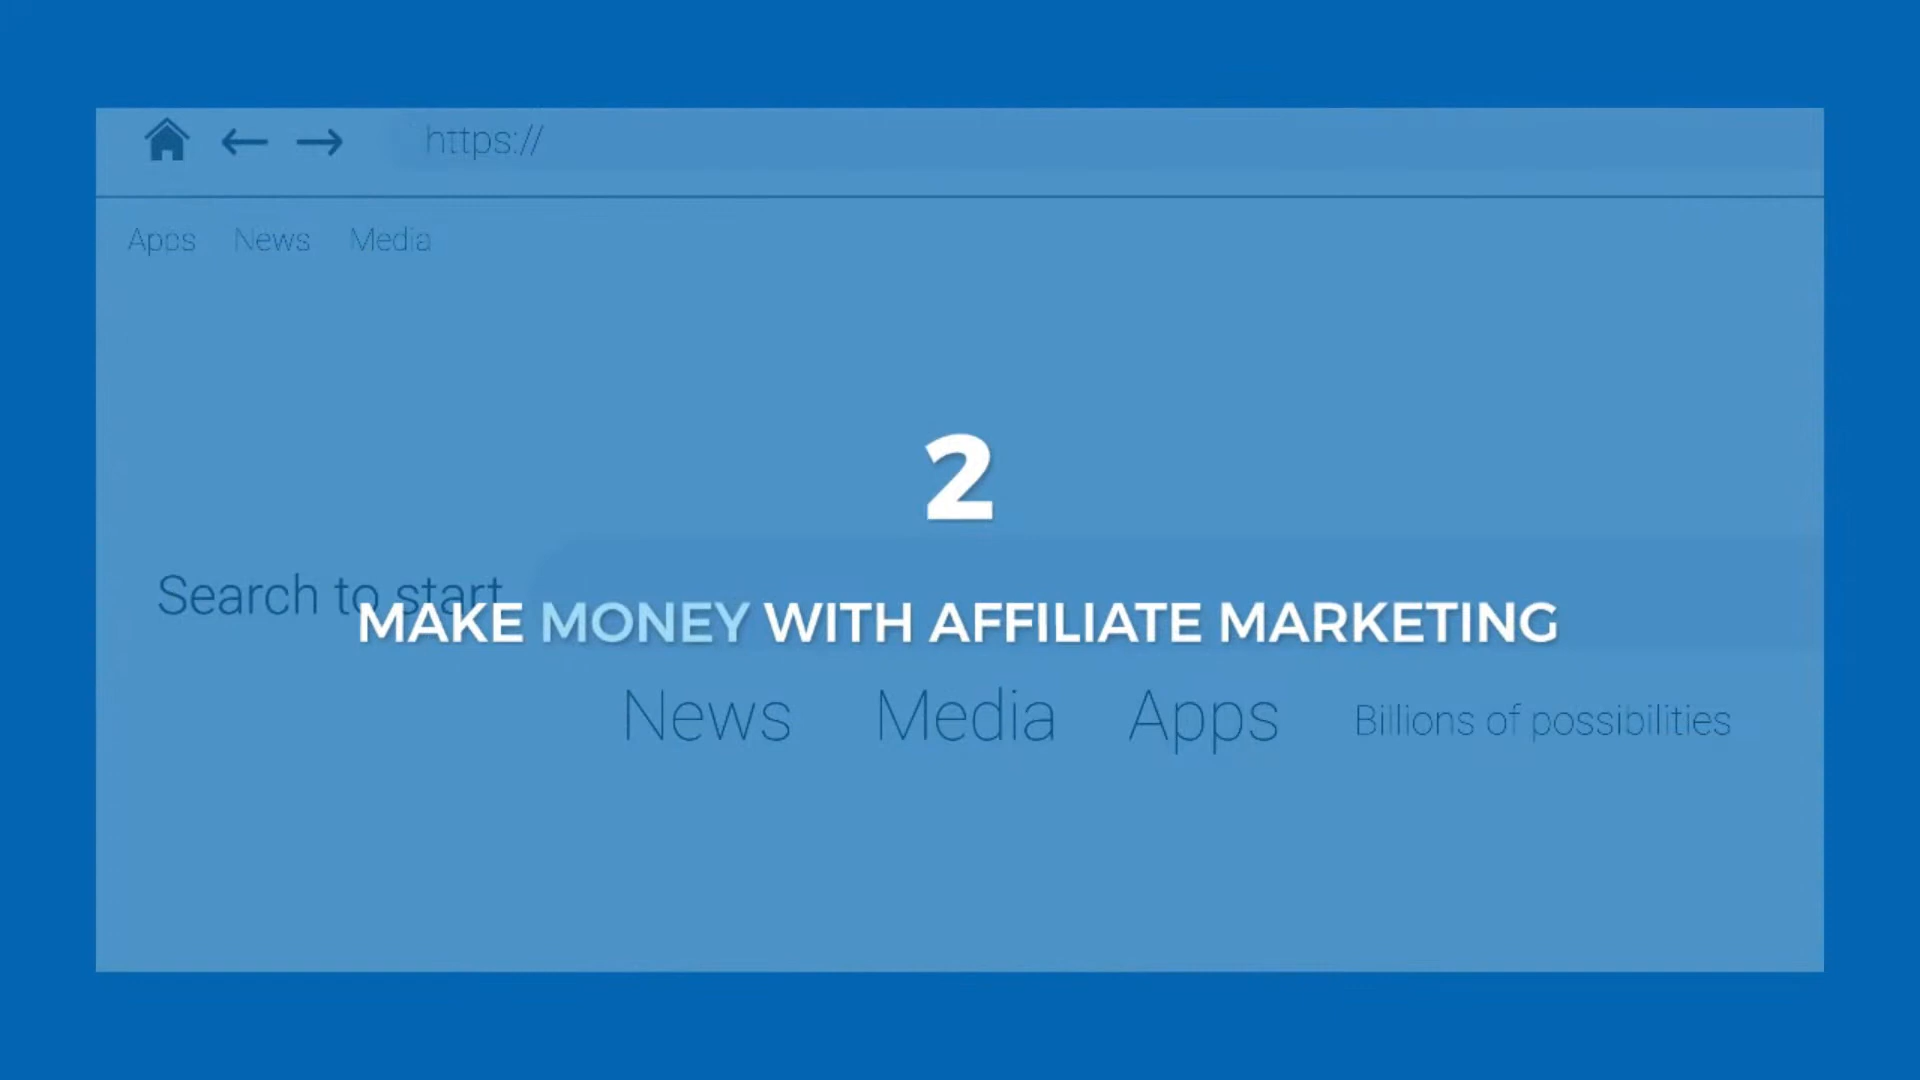 https://
Apps News Media
2
Search to start
MAKE MONEY WITH AFFILIATE MARKETING
News Media Apps Billions of possibilities